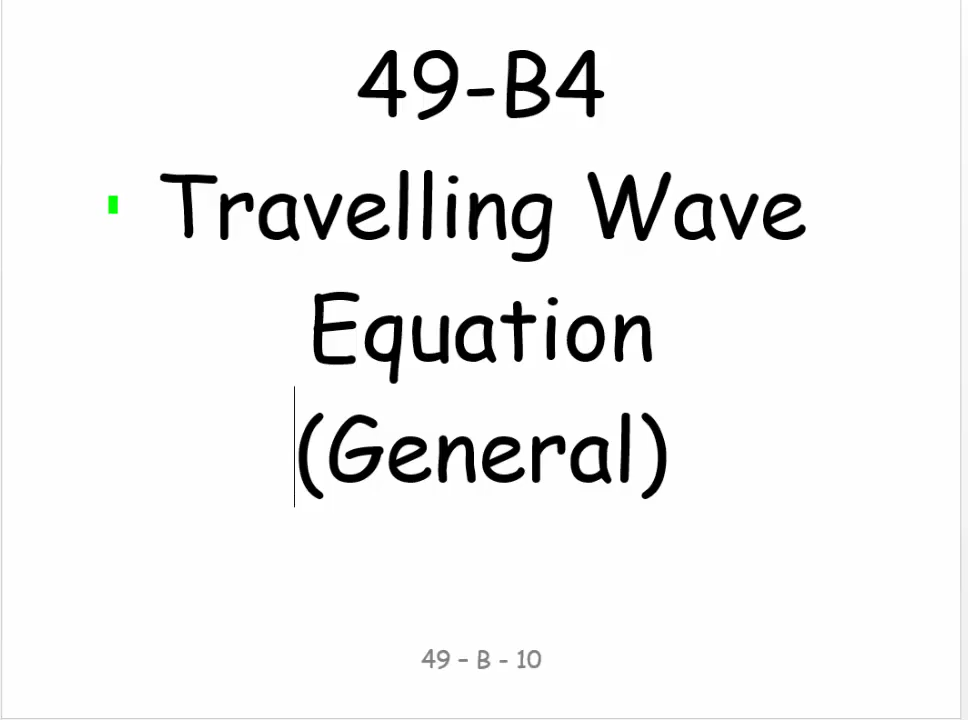 49-B4
Travelling Wave
Equation
(General)
49 – B - 10